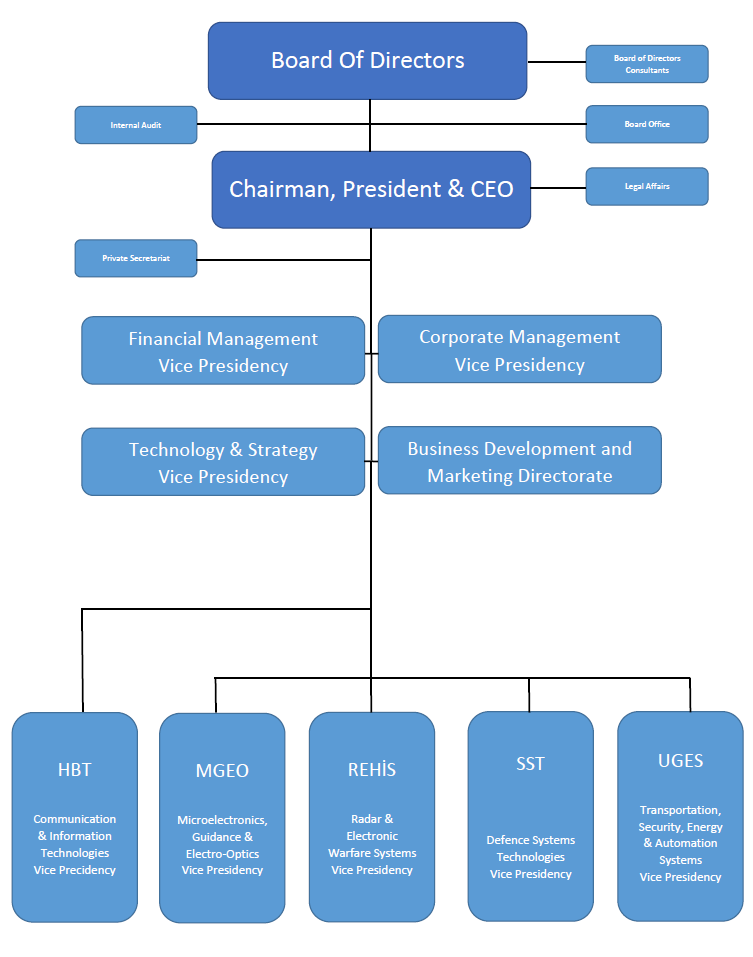 Board Of Directors
Board of Directors
Consultants
Internal Audit
Board Office
Chairman, President & CEO
Legal Affairs
Private Secretariat
Financial Management
Vice Presidency
Corporate Management
Vice Presidency
Technology & Strategy
Vice Presidency
Business Development and
Marketing Directorate
HBT
Communication
& Information
Technologies
Vice Precidency
MGEO
Microelectronics,
Guidance &
Electro-Optics
Vice Presidency
REHİS
Radar &
Electronic
Warfare Systems
Vice Presidency
SST
Defence Systems
Technologies
Vice Presidency
UGES
Transportation,
Security, Energy
& Automation
Systems
Vice Presidency